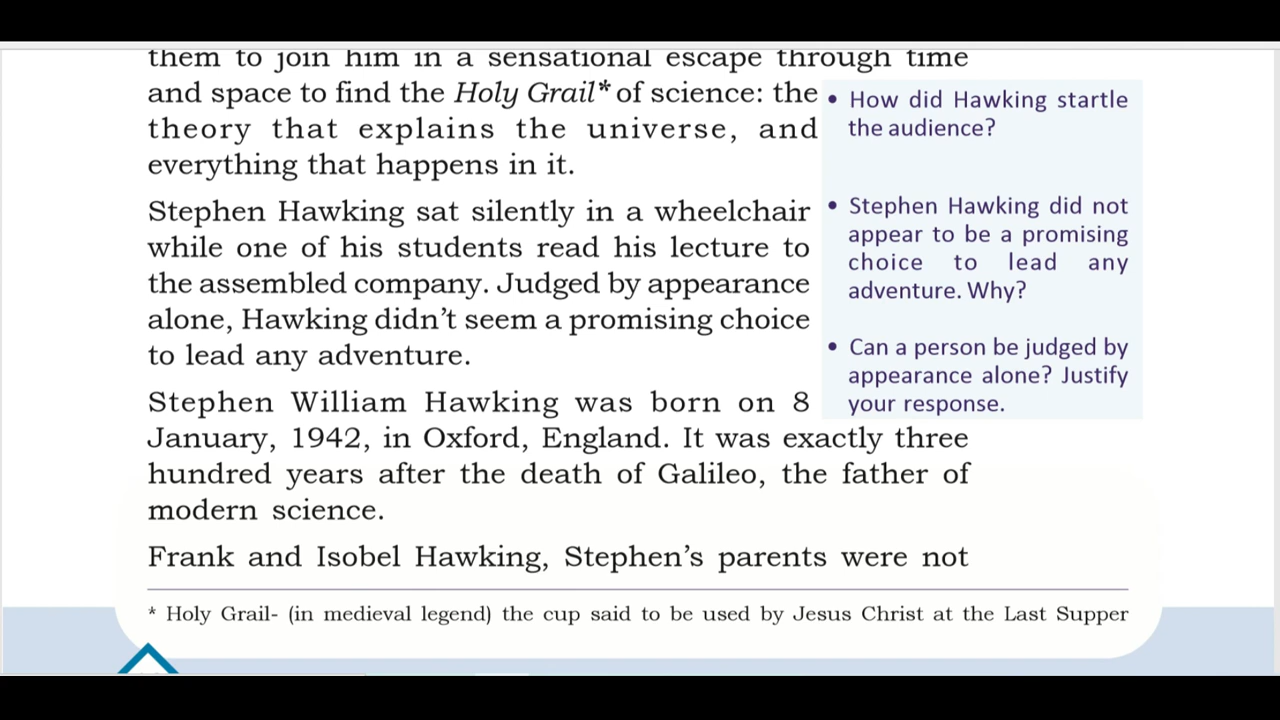 them to join him in a sensational escape through time
and space to find the Holy Grail* of science: the
theory that explains the universe, and
everything that happens in it.
Stephen Hawking sat silently in a wheelchair
while one of his students read his lecture to
the assembled company. Judged by appearance
alone, Hawking didn't seem a promising choice
to lead any adventure.
Stephen William Hawking was born on 8
January, 1942, in Oxford, England. It was exactly three
hundred years after the death of Galileo, the father of
modern science.
Frank and Isobel Hawking, Stephen's parents were not
• How did Hawking startle
the audience?
• Stephen Hawking did not
appear to be a promising
choice to lead any
adventure. Why?
• Can a person be judged by
appearance alone? Justify
your response.
* Holy Grail- (in medieval legend) the cup said to be used by Jesus Christ at the Last Supper